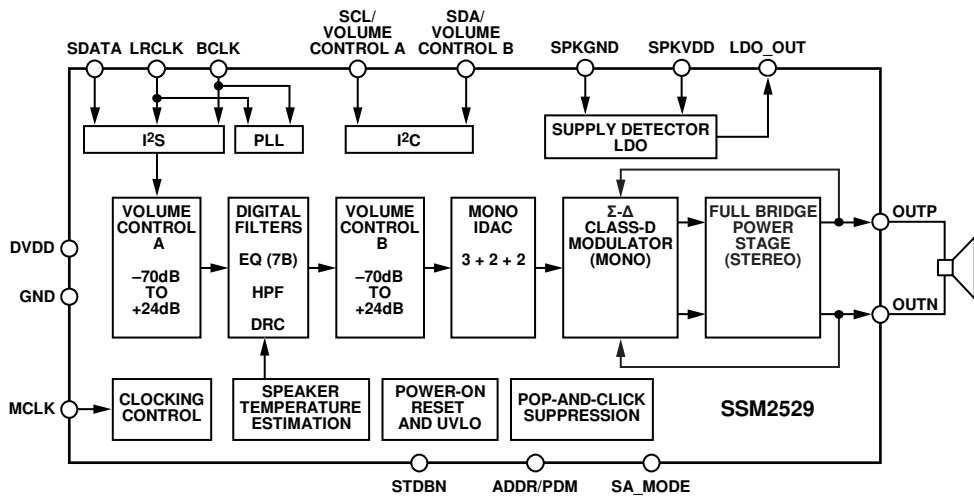 SCL/
VOLUME
CONTROL A
SDA/
VOLUME
CONTROL B
SDATA
LRCLK
BCLK
SPKGND
SPKVDD
LDO_OUT
I²S
PLL
I²C
SUPPLY DETECTOR
LDO
VOLUME
CONTROL
A
–70dB
TO
+24dB
DIGITAL
FILTERS
EQ (7B)
HPF
DRC
VOLUME
CONTROL
B
–70dB
TO
+24dB
MONO
IDAC
3 + 2 + 2
Σ-Δ
CLASS-D
MODULATOR
(MONO)
FULL BRIDGE
POWER
STAGE
(STEREO)
OUTP
OUTN
DVDD
GND
MCLK
CLOCKING
CONTROL
SPEAKER
TEMPERATURE
ESTIMATION
POWER-ON
RESET
AND UVLO
POP-AND-CLICK
SUPPRESSION
SSM2529
STDBN
ADDR/PDM
SA_MODE